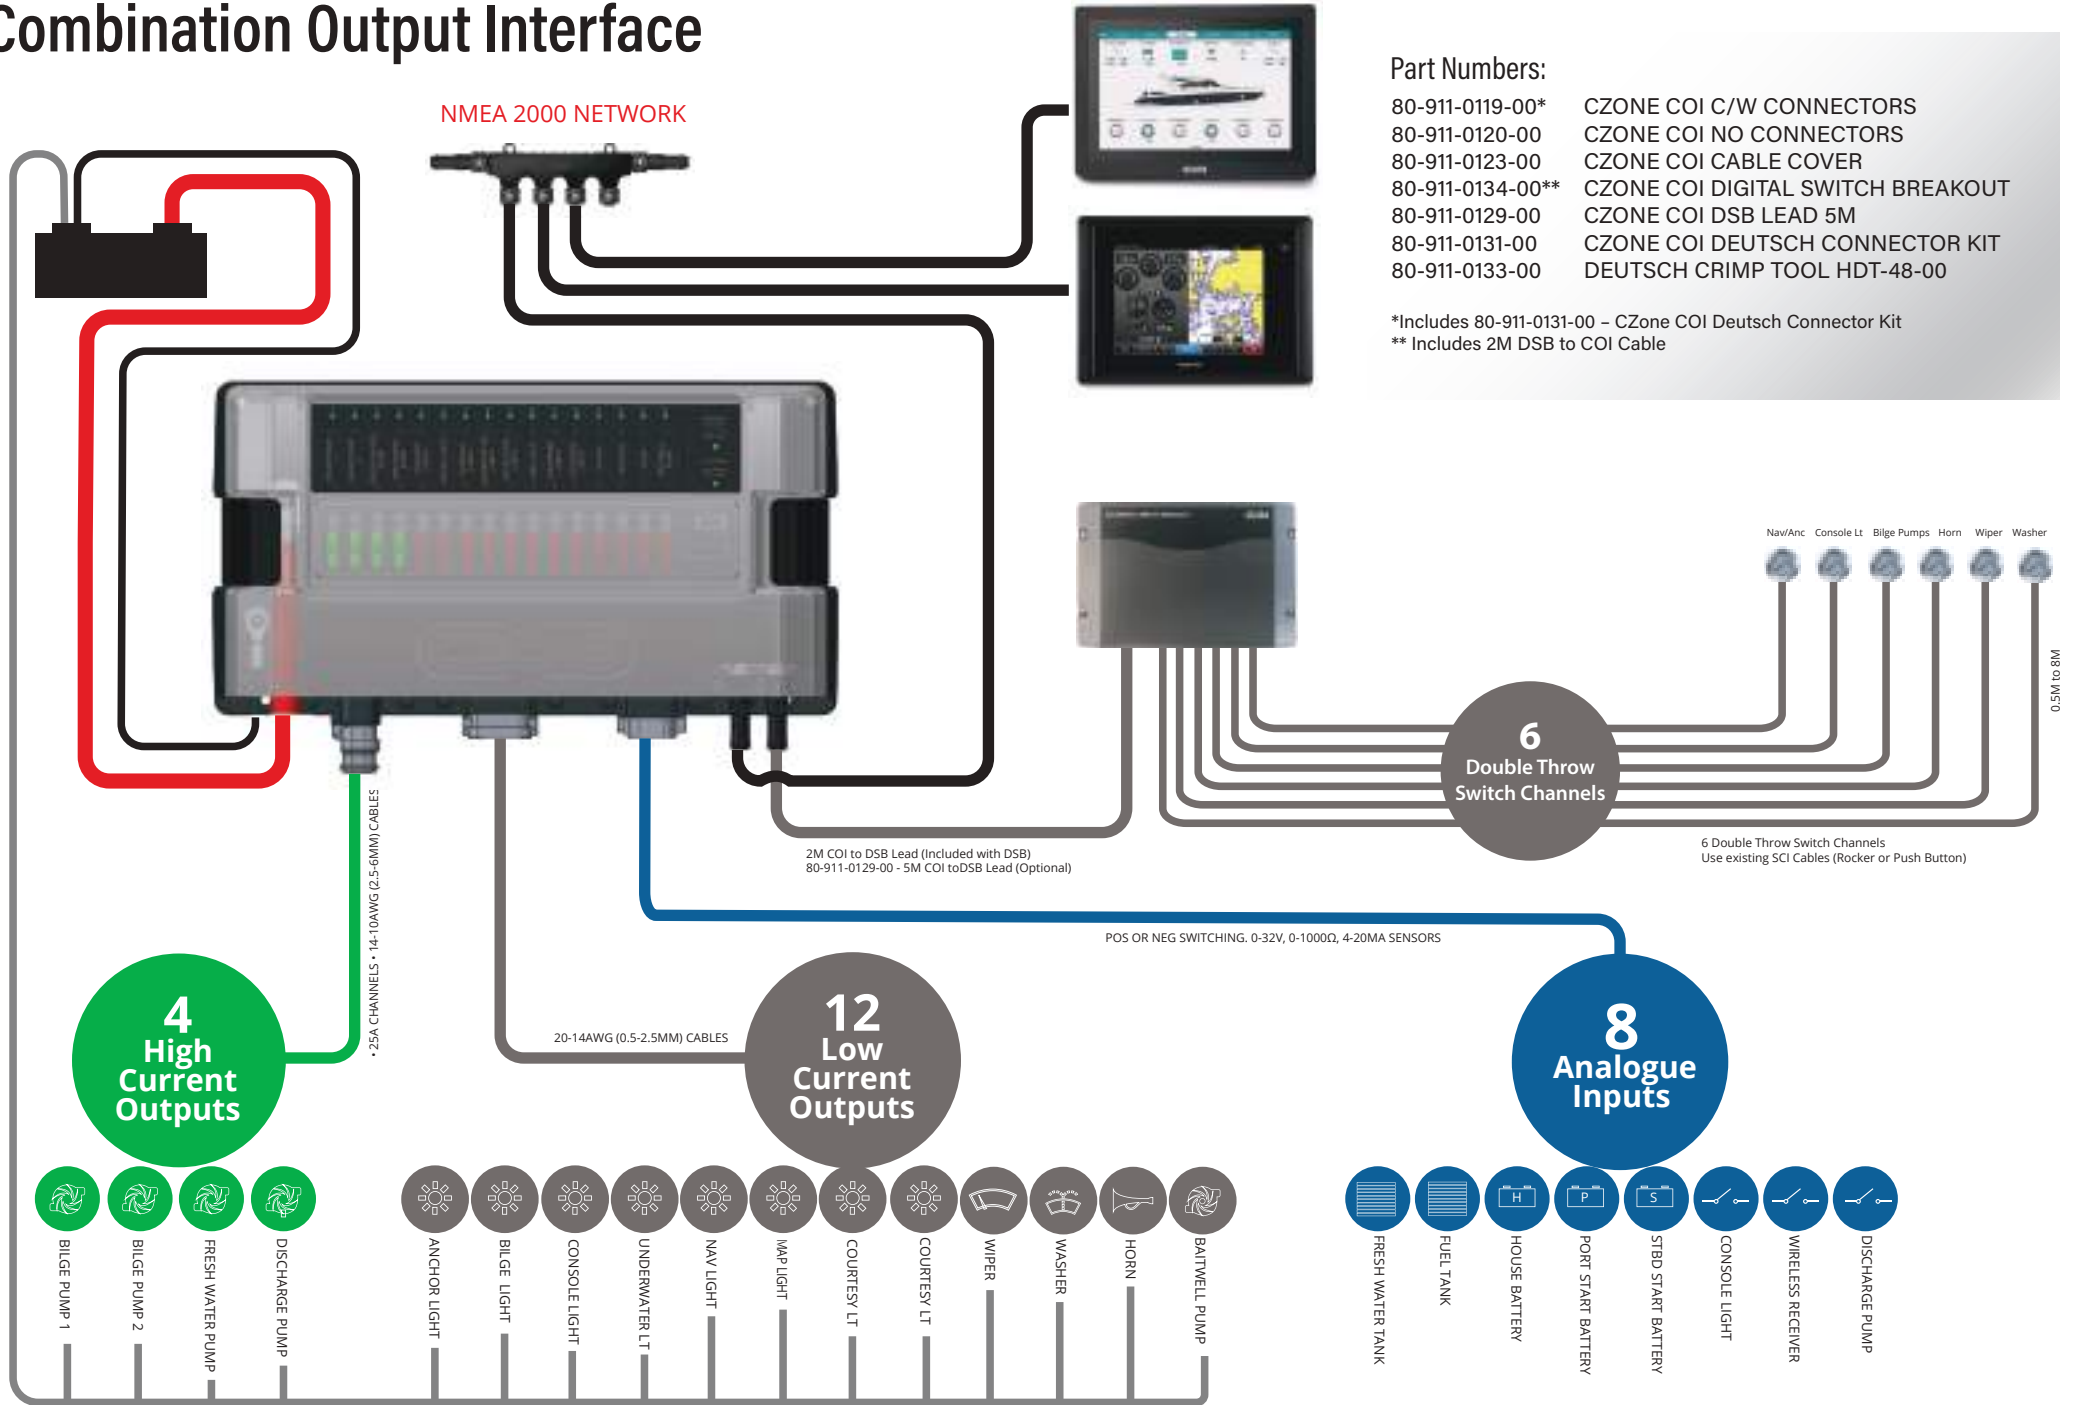 Combination Output Interface
NMEA 2000 NETWORK
Part Numbers:
80-911-0119-00* CZONE COI C/W CONNECTORS
80-911-0120-00 CZONE COI NO CONNECTORS
80-911-0123-00 CZONE COI CABLE COVER
80-911-0134-00** CZONE COI DIGITAL SWITCH BREAKOUT
80-911-0129-00 CZONE COI DSB LEAD 5M
80-911-0131-00 CZONE COI DEUTSCH CONNECTOR KIT
80-911-0133-00 DEUTSCH CRIMP TOOL HDT-48-00
*Includes 80-911-0131-00 – CZone COI Deutsch Connector Kit
** Includes 2M DSB to COI Cable
Nav/Anc Console Lt Bilge Pumps Horn Wiper Washer
0.5M to 8M
6
Double Throw
Switch Channels
6 Double Throw Switch Channels
Use existing SCI Cables (Rocker or Push Button)
2M COI to DSB Lead (Included with DSB)
80-911-0129-00 - 5M COI toDSB Lead (Optional)
• 25A CHANNELS • 14-10AWG (2.5-6MM) CABLES
POS OR NEG SWITCHING. 0-32V, 0-1000Ω, 4-20MA SENSORS
20-14AWG (0.5-2.5MM) CABLES
4
High
Current
Outputs
12
Low
Current
Outputs
8
Analogue
Inputs
H
P
S
BILGE PUMP 1
BILGE PUMP 2
FRESH WATER PUMP
DISCHARGE PUMP
ANCHOR LIGHT
BILGE LIGHT
CONSOLE LIGHT
UNDERWATER LT
NAV LIGHT
MAP LIGHT
COURTESY LT
COURTESY LT
WIPER
WASHER
HORN
BAITWELL PUMP
FRESH WATER TANK
FUEL TANK
HOUSE BATTERY
PORT START BATTERY
STBD START BATTERY
CONSOLE LIGHT
WIRELESS RECEIVER
DISCHARGE PUMP